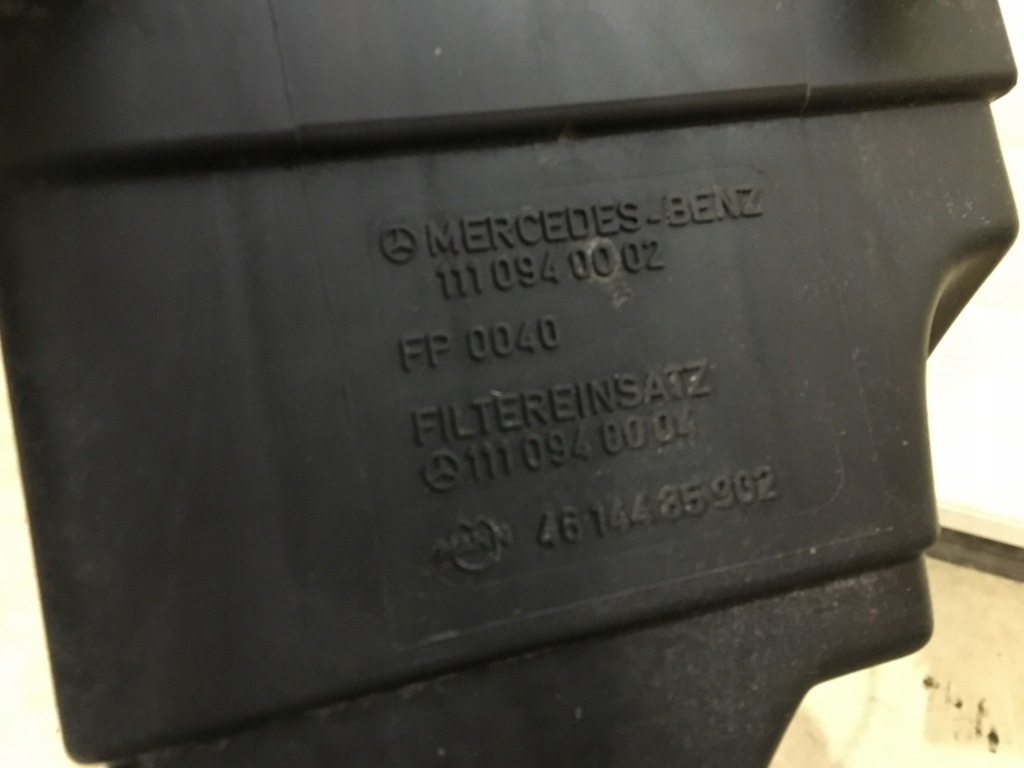 MERCEDES-BENZ
111 094 00 02
FP 0040
FILTEREINSATZ
111 094 00 04
46 144 85 902